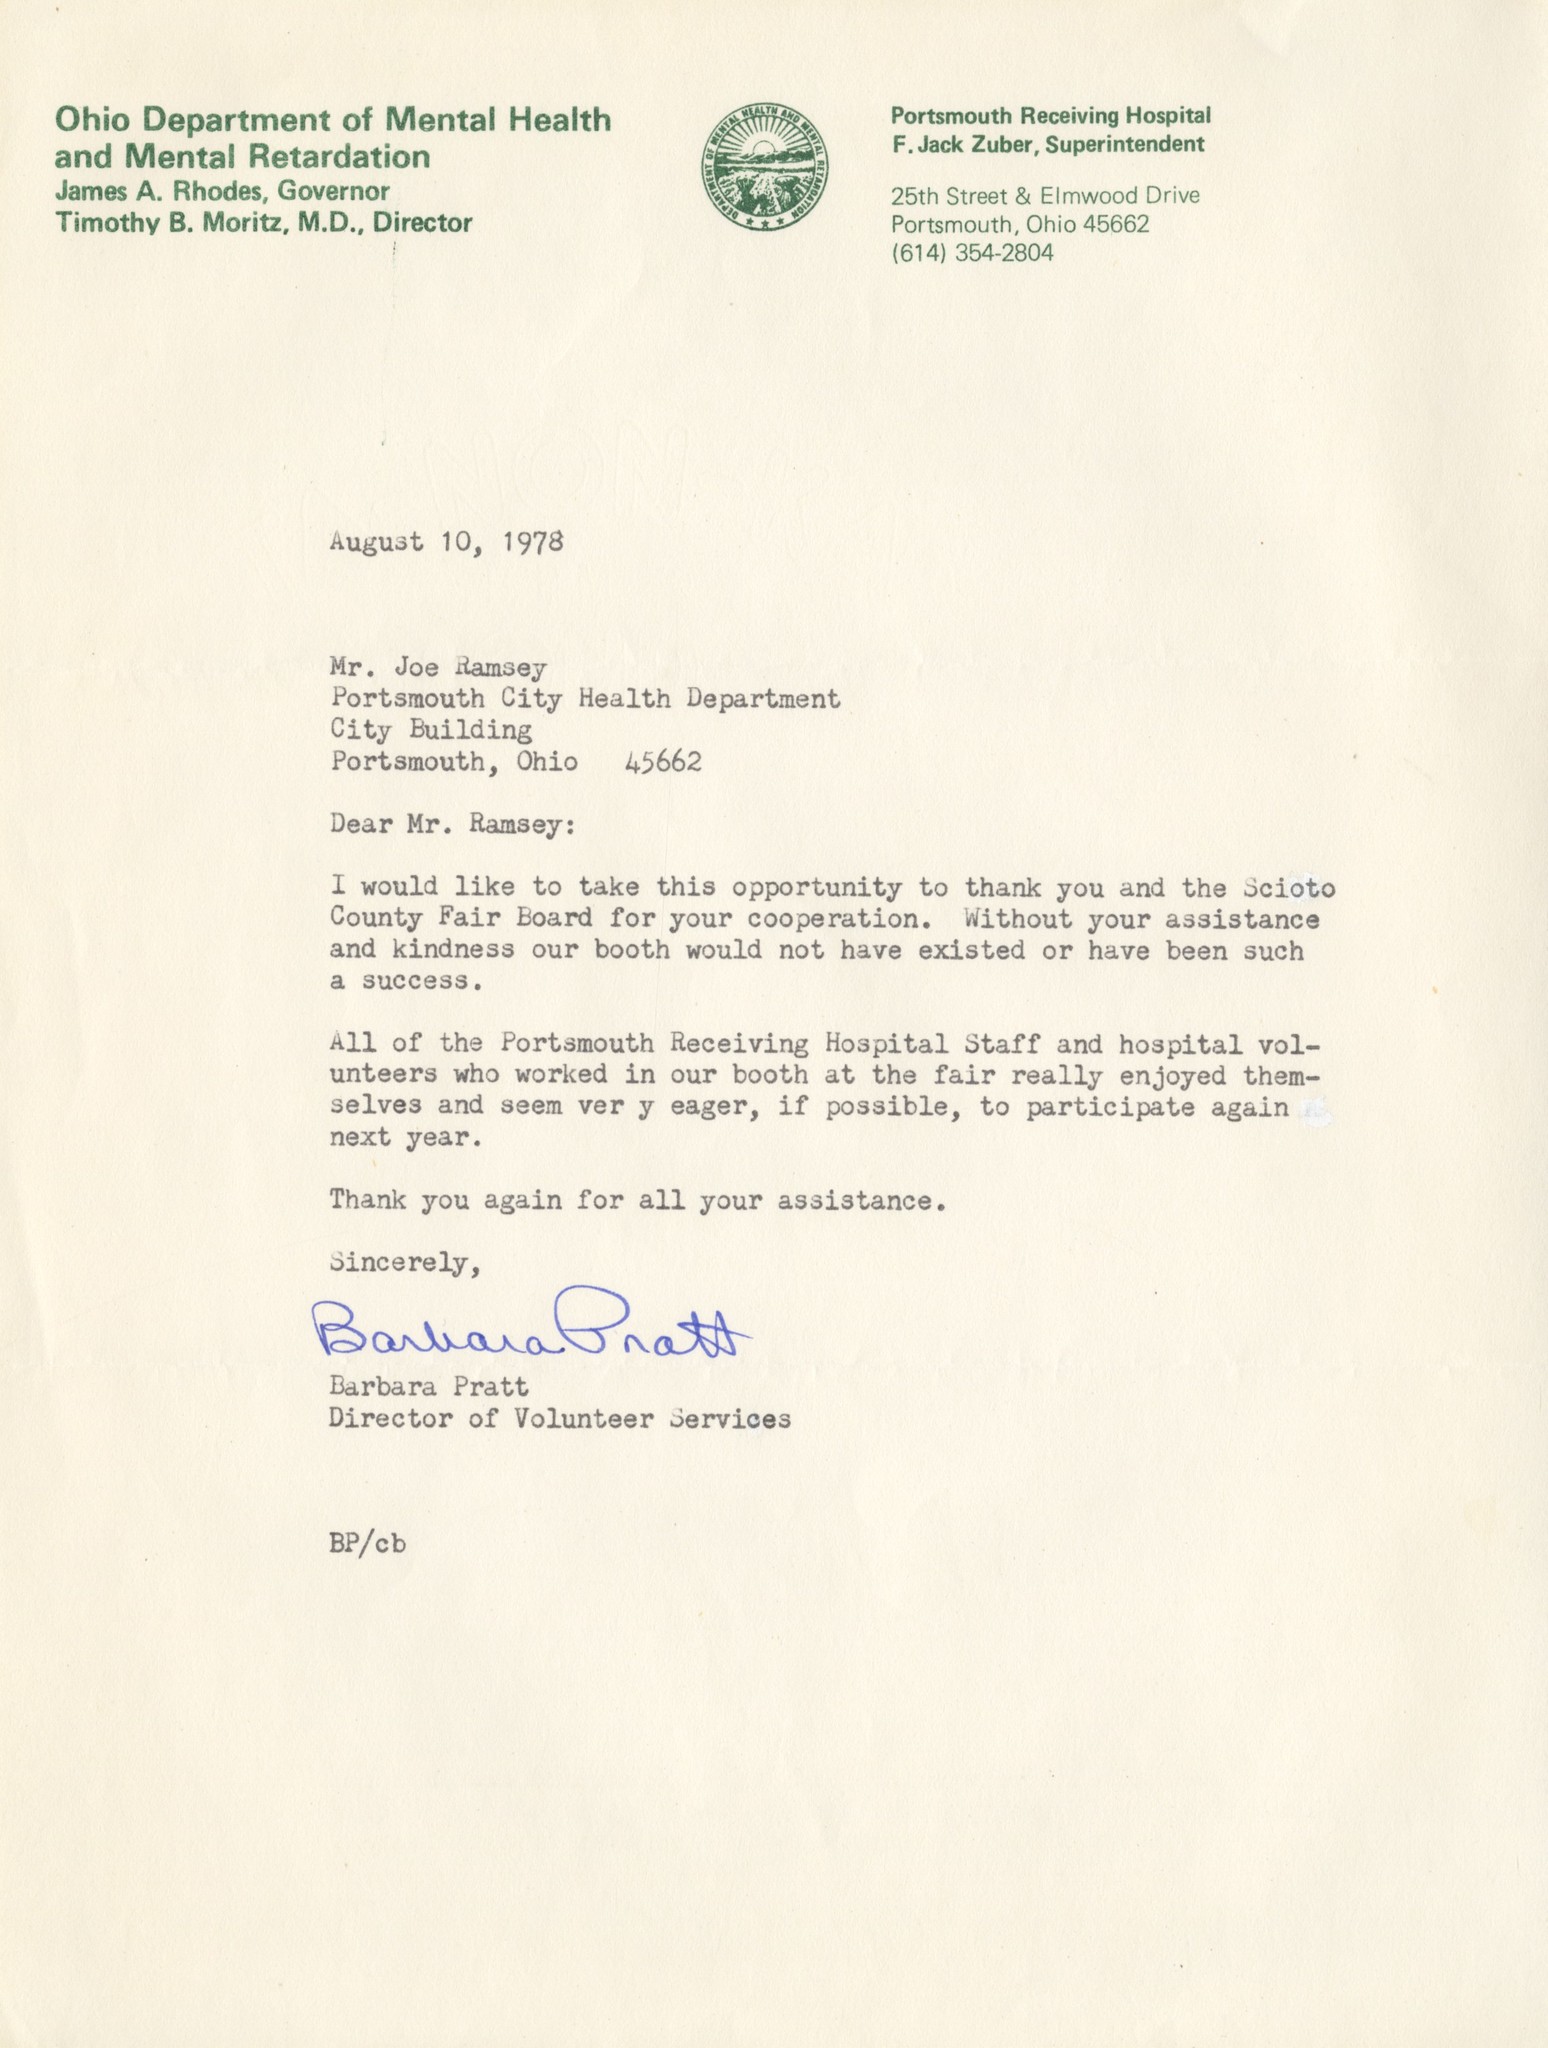 Ohio Department of Mental Health
and Mental Retardation
James A. Rhodes, Governor
Timothy B. Moritz, M.D., Director
DEPARTMENT OF MENTAL HEALTH AND MENTAL RETARDATION
Portsmouth Receiving Hospital
F. Jack Zuber, Superintendent
25th Street & Elmwood Drive
Portsmouth, Ohio 45662
(614) 354-2804
August 10, 1978
Mr. Joe Ramsey
Portsmouth City Health Department
City Building
Portsmouth, Ohio 45662
Dear Mr. Ramsey:
I would like to take this opportunity to thank you and the Scioto
County Fair Board for your cooperation. Without your assistance
and kindness our booth would not have existed or have been such
a success.
All of the Portsmouth Receiving Hospital Staff and hospital vol-
unteers who worked in our booth at the fair really enjoyed them-
selves and seem ver y eager, if possible, to participate again
next year.
Thank you again for all your assistance.
Sincerely,
Barbara Pratt
Barbara Pratt
Director of Volunteer Services
BP/cb